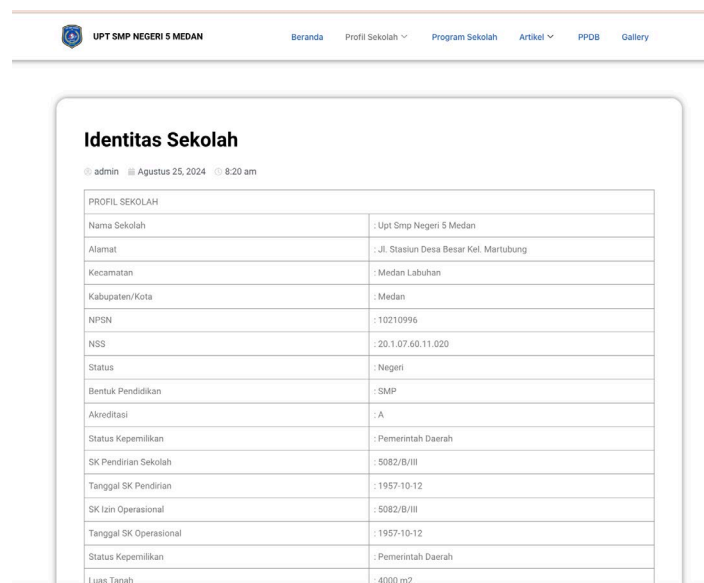 UPT SMP NEGERI 5 MEDAN Beranda Profil Sekolah Program Sekolah Artikel PPDB Gallery
Identitas Sekolah
admin Agustus 25, 2024 8:20 am
PROFIL SEKOLAH
Nama Sekolah : Upt Smp Negeri 5 Medan
Alamat : Jl. Stasiun Desa Besar Kel. Martubung
Kecamatan : Medan Labuhan
Kabupaten/Kota : Medan
NPSN : 10210996
NSS : 20.1.07.60.11.020
Status : Negeri
Bentuk Pendidikan : SMP
Akreditasi : A
Status Kepemilikan : Pemerintah Daerah
SK Pendirian Sekolah : 5082/B/III
Tanggal SK Pendirian : 1957-10-12
SK Izin Operasional : 5082/B/III
Tanggal SK Operasional : 1957-10-12
Status Kepemilikan : Pemerintah Daerah
Luas Tanah : 4000 m2